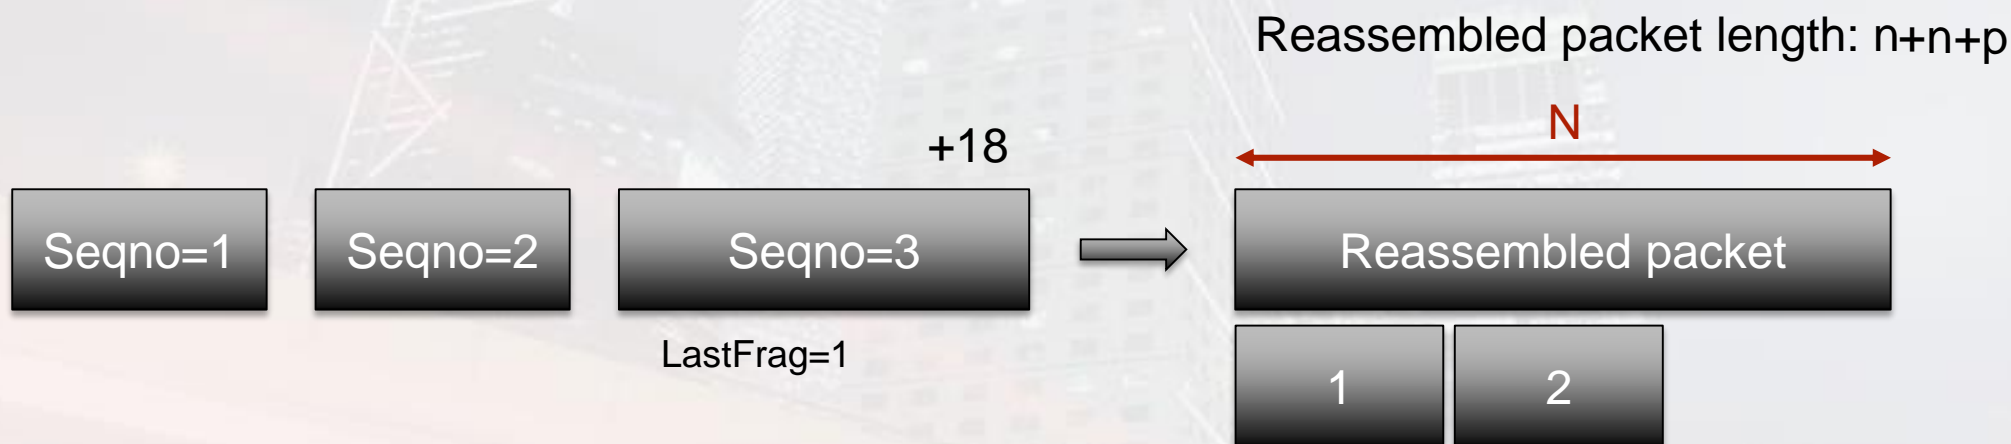 Reassembled packet length: n+n+p
N
+18
Seqno=1
Seqno=2
Seqno=3
Reassembled packet
LastFrag=1
1
2